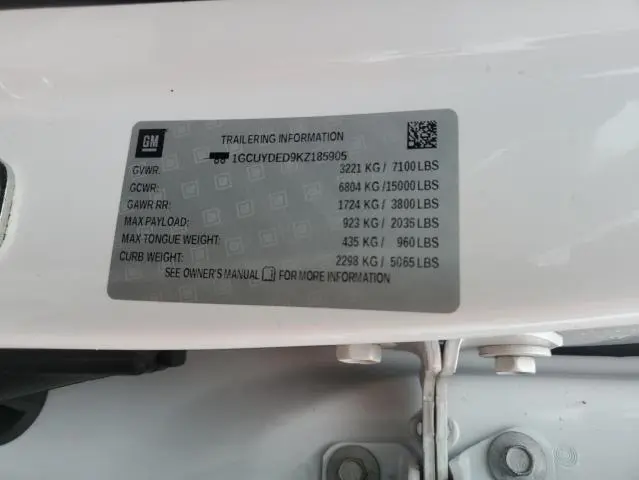 GM
TRAILERING INFORMATION
1GCUYDED9KZ185905
GVWR: 3221 KG / 7100 LBS
GCWR: 6804 KG / 15000 LBS
GAWR RR: 1724 KG / 3800 LBS
MAX PAYLOAD: 923 KG / 2035 LBS
MAX TONGUE WEIGHT: 435 KG / 960 LBS
CURB WEIGHT: 2298 KG / 5065 LBS
SEE OWNER'S MANUAL FOR MORE INFORMATION